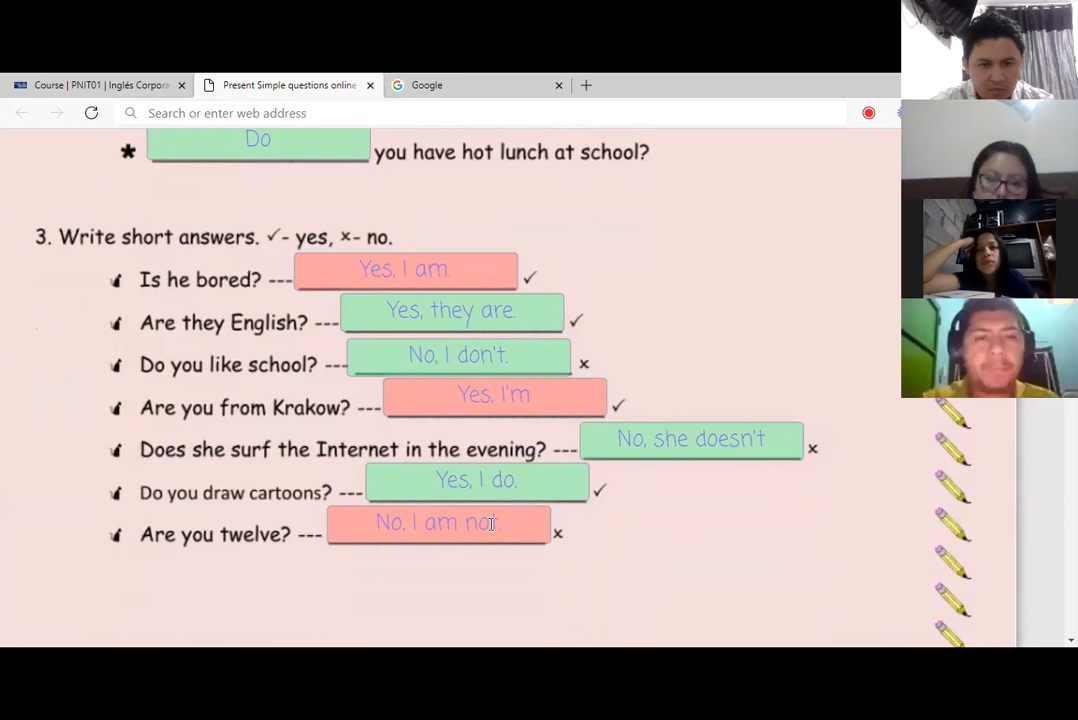 Course | PNIT01 | Inglés Corpora
Present Simple questions online
Google
Search or enter web address
* Do you have hot lunch at school?
3. Write short answers. ✓- yes, ×- no.
Is he bored? --- Yes, I am. ✓
Are they English? --- Yes, they are. ✓
Do you like school? --- No, I don't. ×
Are you from Krakow? --- Yes, I'm ✓
Does she surf the Internet in the evening? --- No, she doesn't ×
Do you draw cartoons? --- Yes, I do. ✓
Are you twelve? --- No, I am not. ×